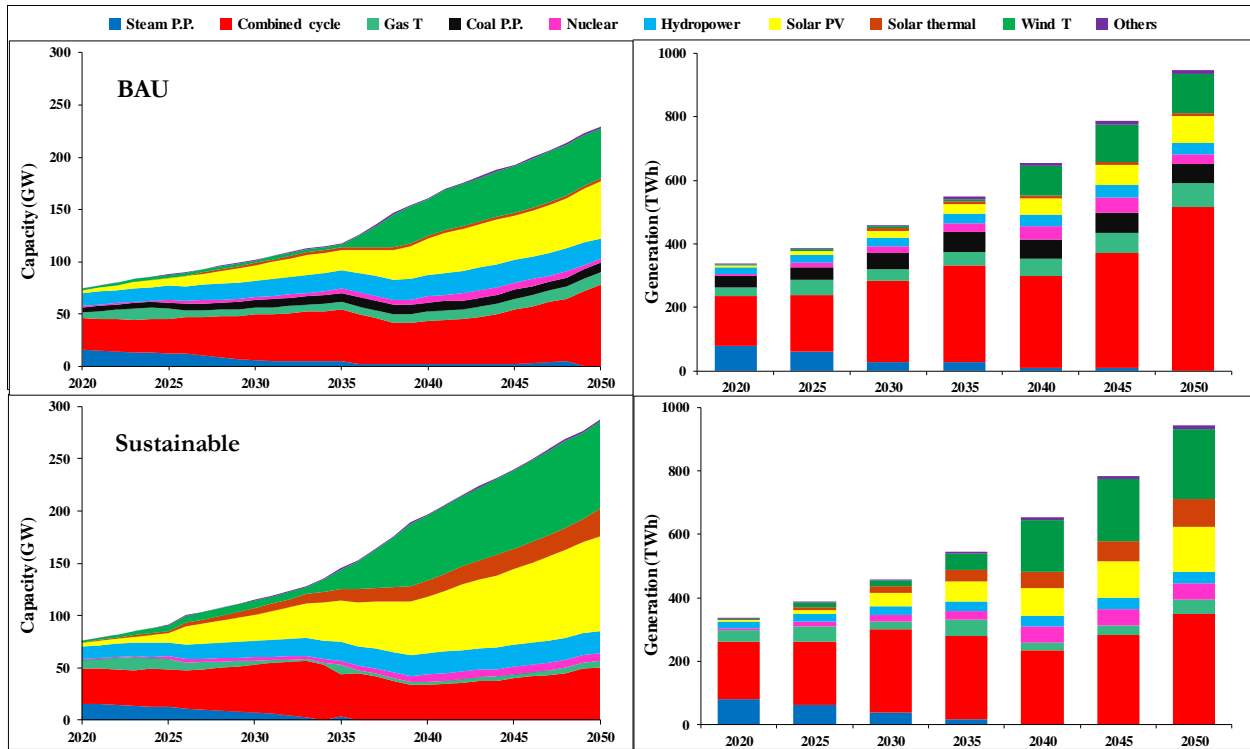 Steam P.P. Combined cycle Gas T Coal P.P. Nuclear Hydropower Solar PV Solar thermal Wind T Others
BAU
Capacity (GW)
300
250
200
150
100
50
0
2020 2025 2030 2035 2040 2045 2050
Generation (TWh)
1000
800
600
400
200
0
2020 2025 2030 2035 2040 2045 2050
Sustainable
Capacity (GW)
300
250
200
150
100
50
0
2020 2025 2030 2035 2040 2045 2050
Generation (TWh)
1000
800
600
400
200
0
2020 2025 2030 2035 2040 2045 2050